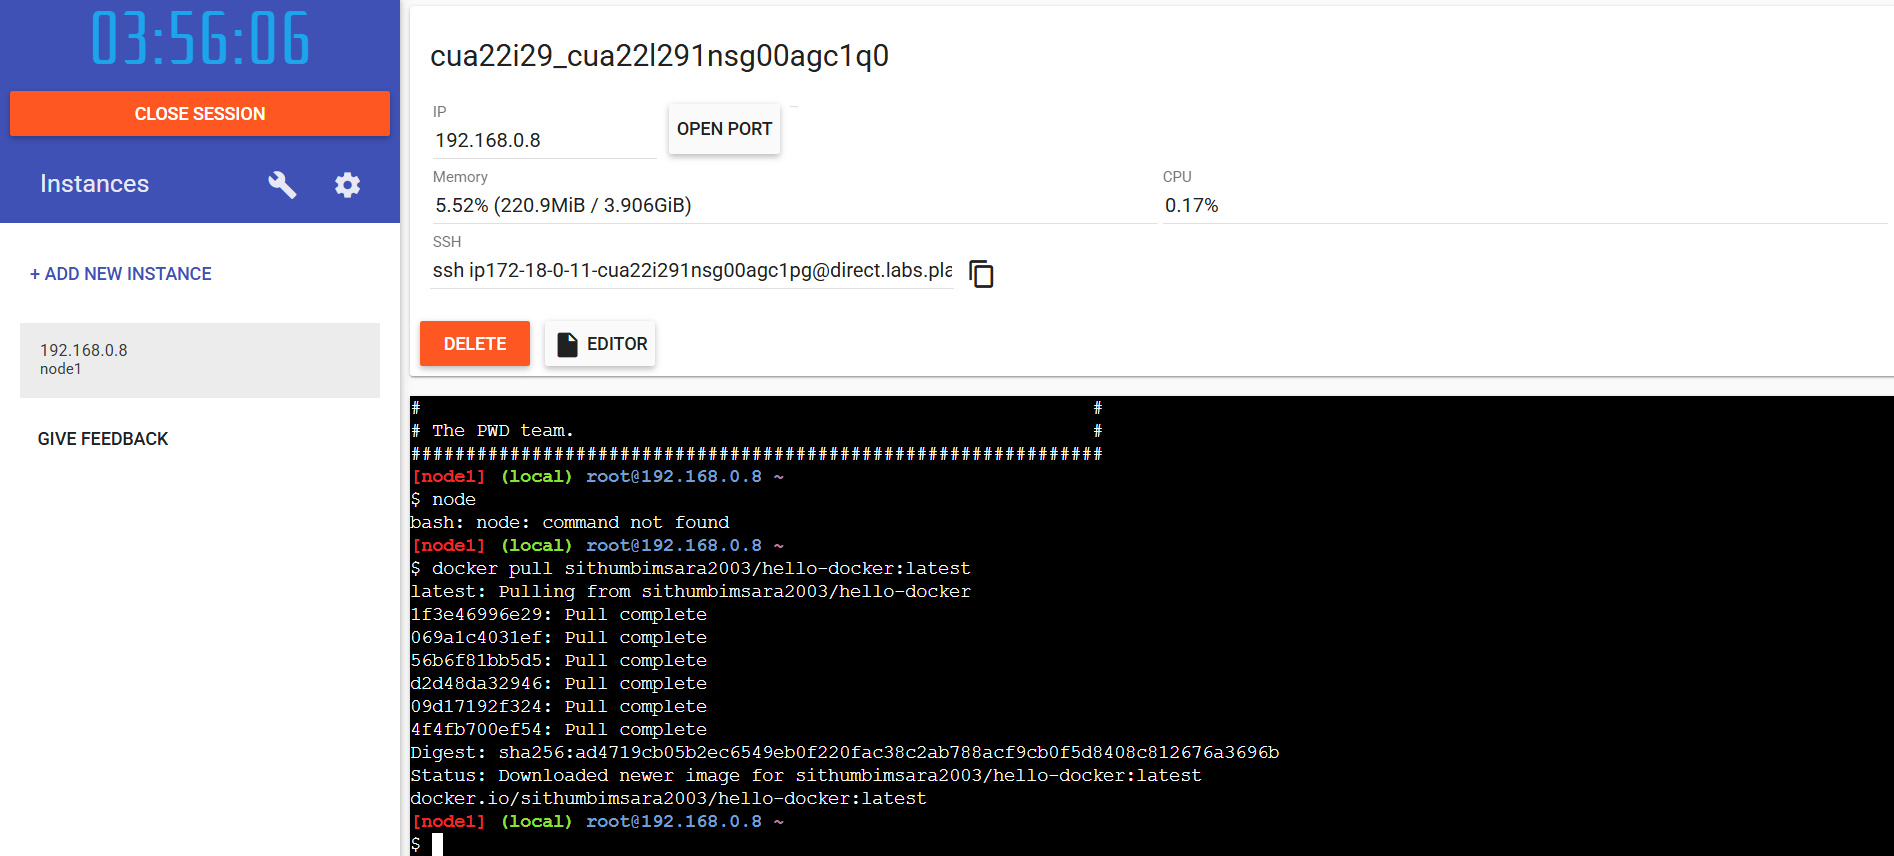 03:56:06
CLOSE SESSION
Instances
+ ADD NEW INSTANCE
192.168.0.8
node1
GIVE FEEDBACK
cua22i29_cua22l291nsg00agc1q0
IP
192.168.0.8
OPEN PORT
Memory
5.52% (220.9MiB / 3.906GiB)
CPU
0.17%
SSH
ssh ip172-18-0-11-cua22i291nsg00agc1pg@direct.labs.pla
DELETE
EDITOR
# #
# The PWD team. #
###############################################################
[node1] (local) root@192.168.0.8 ~
$ node
bash: node: command not found
[node1] (local) root@192.168.0.8 ~
$ docker pull sithumbimsara2003/hello-docker:latest
latest: Pulling from sithumbimsara2003/hello-docker
1f3e46996e29: Pull complete
069a1c4031ef: Pull complete
56b6f81bb5d5: Pull complete
d2d48da32946: Pull complete
09d17192f324: Pull complete
4f4fb700ef54: Pull complete
Digest: sha256:ad4719cb05b2ec6549eb0f220fac38c2ab788acf9cb0f5d8408c812676a3696b
Status: Downloaded newer image for sithumbimsara2003/hello-docker:latest
docker.io/sithumbimsara2003/hello-docker:latest
[node1] (local) root@192.168.0.8 ~
$